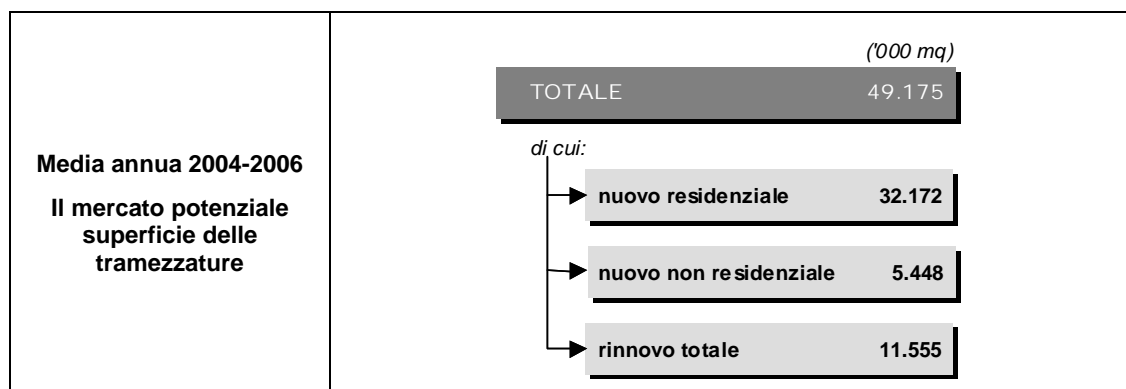 Media annua 2004-2006
Il mercato potenziale
superficie delle
tramezzature
('000 mq)
TOTALE 49.175
di cui:
nuovo residenziale 32.172
nuovo non residenziale 5.448
rinnovo totale 11.555